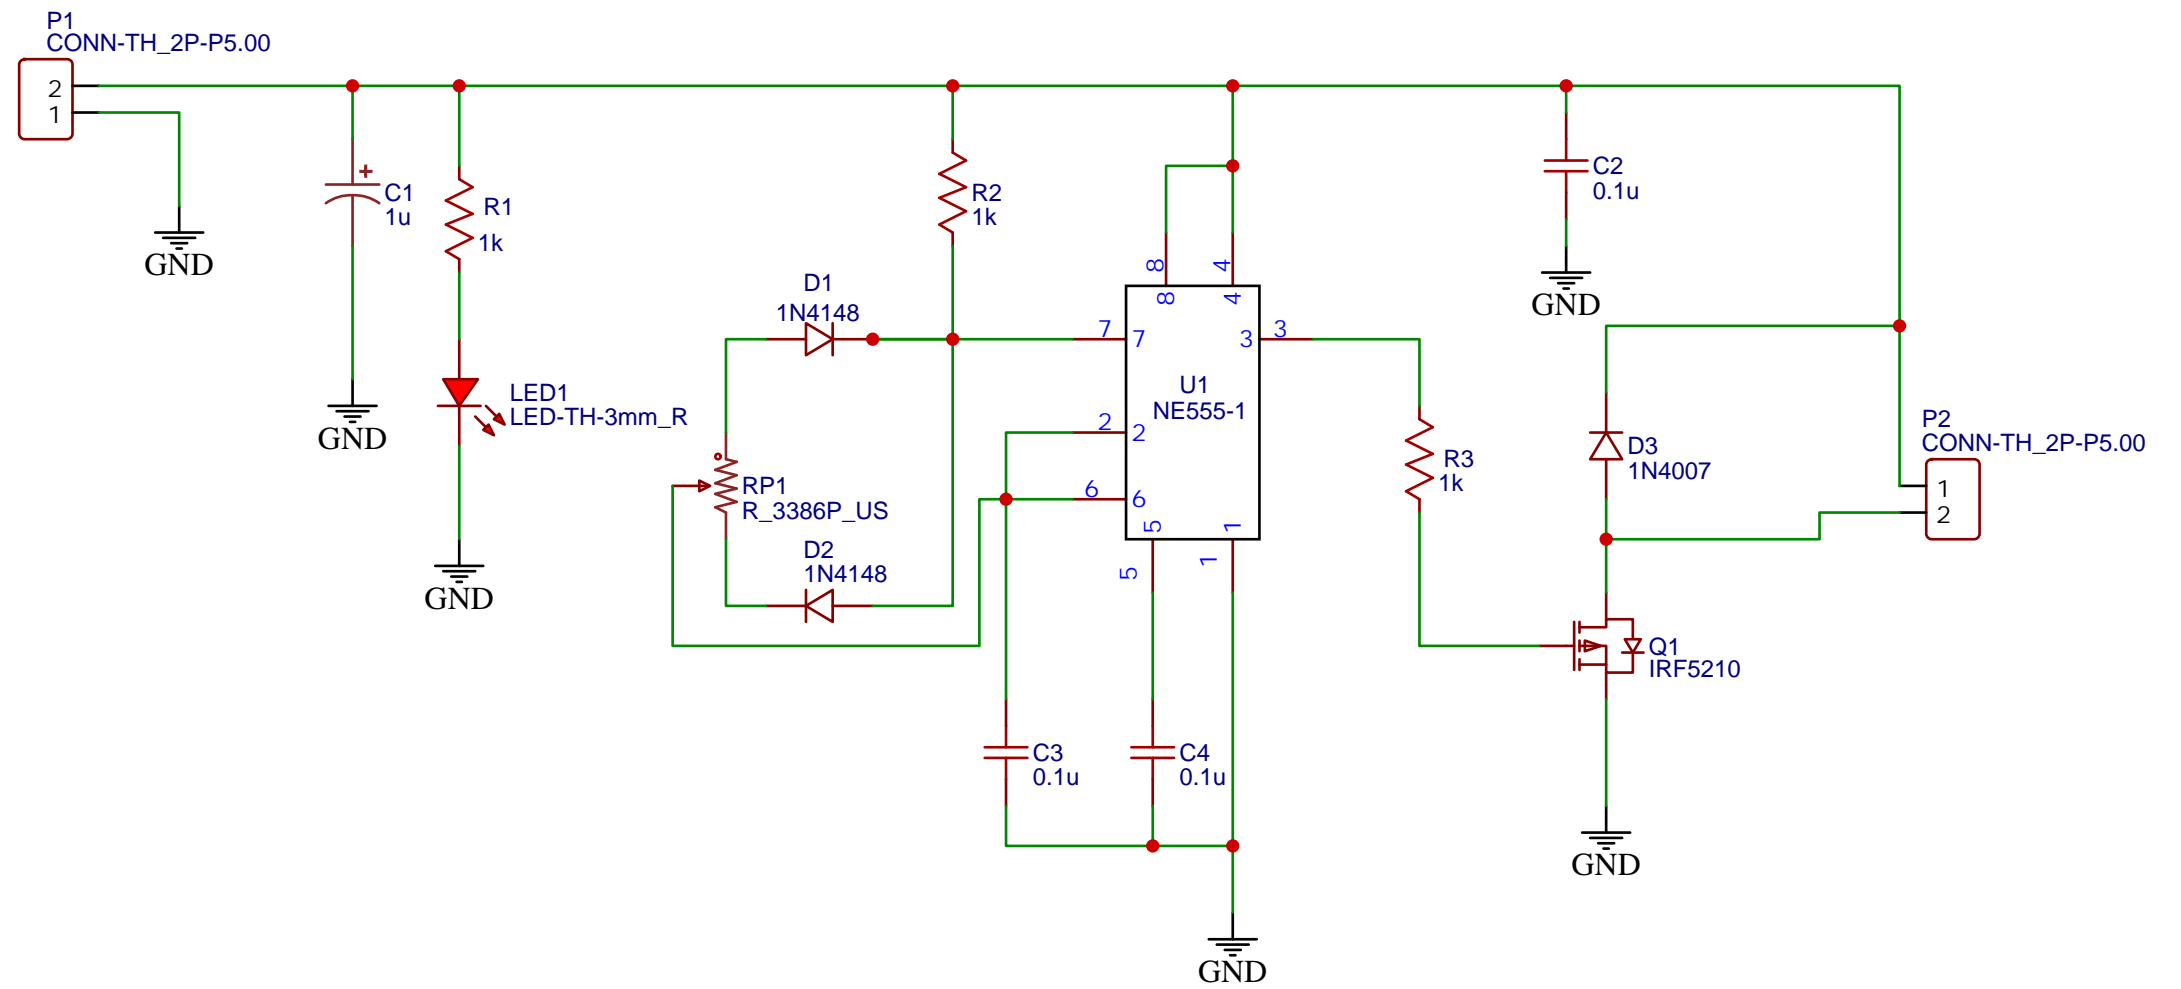 P1
CONN-TH_2P-P5.00
2
1
GND
+
C1
1u
GND
R1
1k
LED1
LED-TH-3mm_R
GND
R2
1k
D1
1N4148
RP1
R_3386P_US
D2
1N4148
8
4
8
4
7
7
3
3
U1
NE555-1
2
2
6
6
5
1
5
1
C3
0.1u
C4
0.1u
GND
C2
0.1u
GND
R3
1k
D3
1N4007
P2
CONN-TH_2P-P5.00
1
2
Q1
IRF5210
GND